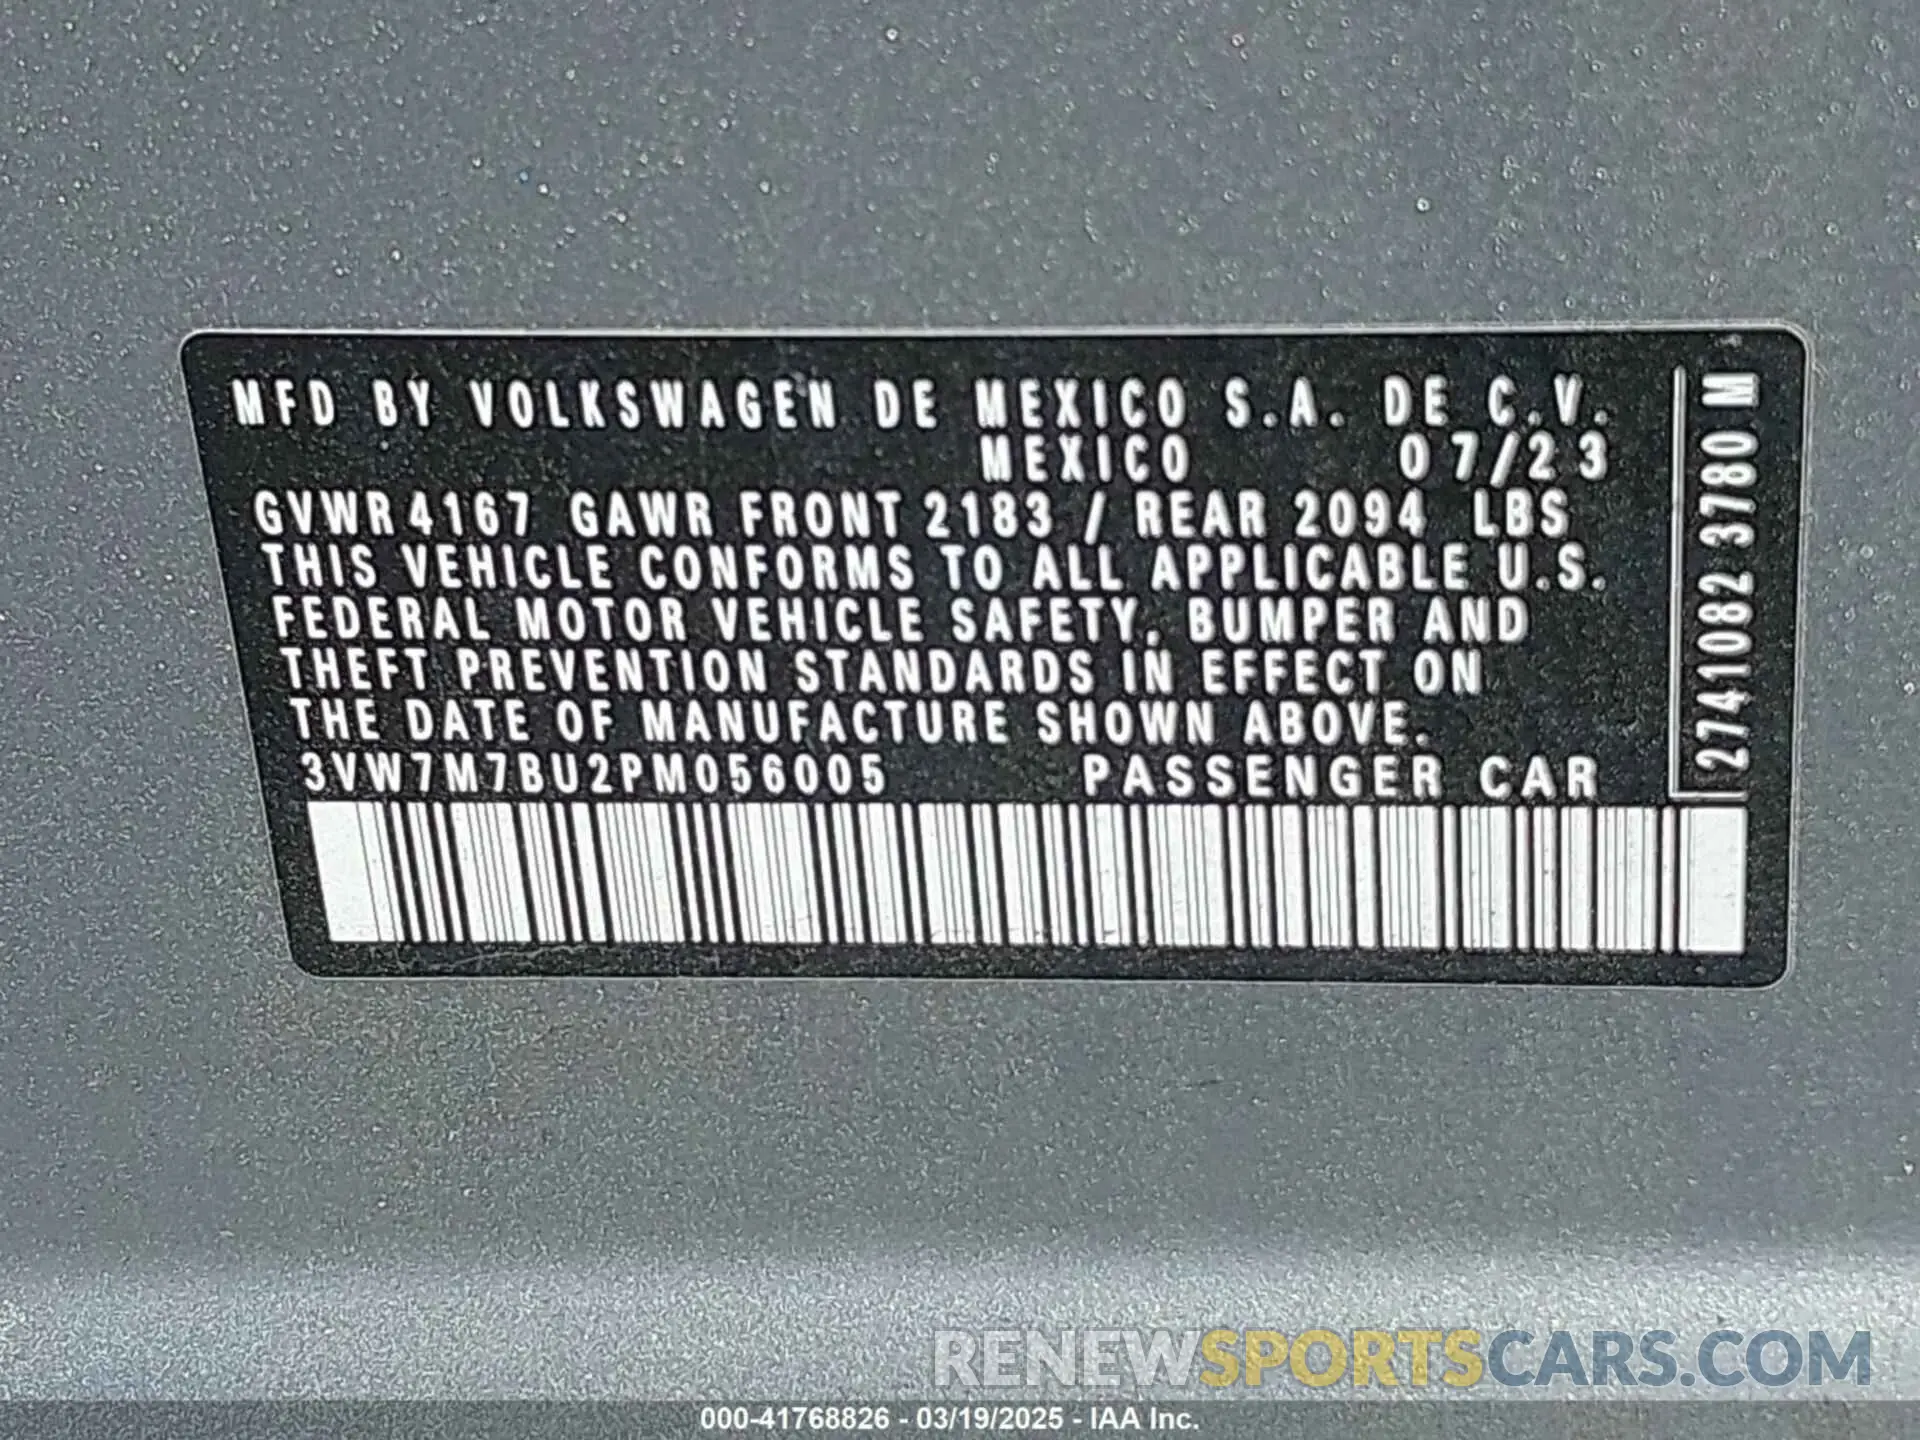 MFD BY VOLKSWAGEN DE MEXICO S.A. DE C.V.
MEXICO 07/23
GVWR 4167 GAWR FRONT 2183 / REAR 2094 LBS
THIS VEHICLE CONFORMS TO ALL APPLICABLE U.S.
FEDERAL MOTOR VEHICLE SAFETY, BUMPER AND
THEFT PREVENTION STANDARDS IN EFFECT ON
THE DATE OF MANUFACTURE SHOWN ABOVE.
3VW7M7BU2PM056005 PASSENGER CAR
2741082 3780 M
RENEWSPORTSCARS.COM
000-41768826 - 03/19/2025 - IAA Inc.